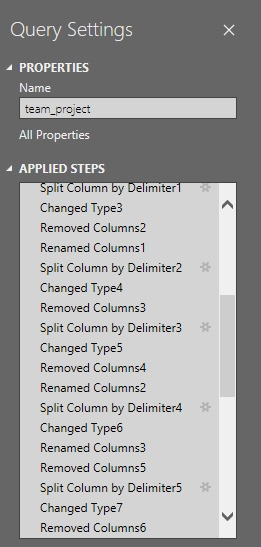 Query Settings
PROPERTIES
Name
team_project
All Properties
APPLIED STEPS
Split Column by Delimiter1
Changed Type3
Removed Columns2
Renamed Columns1
Split Column by Delimiter2
Changed Type4
Removed Columns3
Split Column by Delimiter3
Changed Type5
Removed Columns4
Renamed Columns2
Split Column by Delimiter4
Changed Type6
Renamed Columns3
Removed Columns5
Split Column by Delimiter5
Changed Type7
Removed Columns6